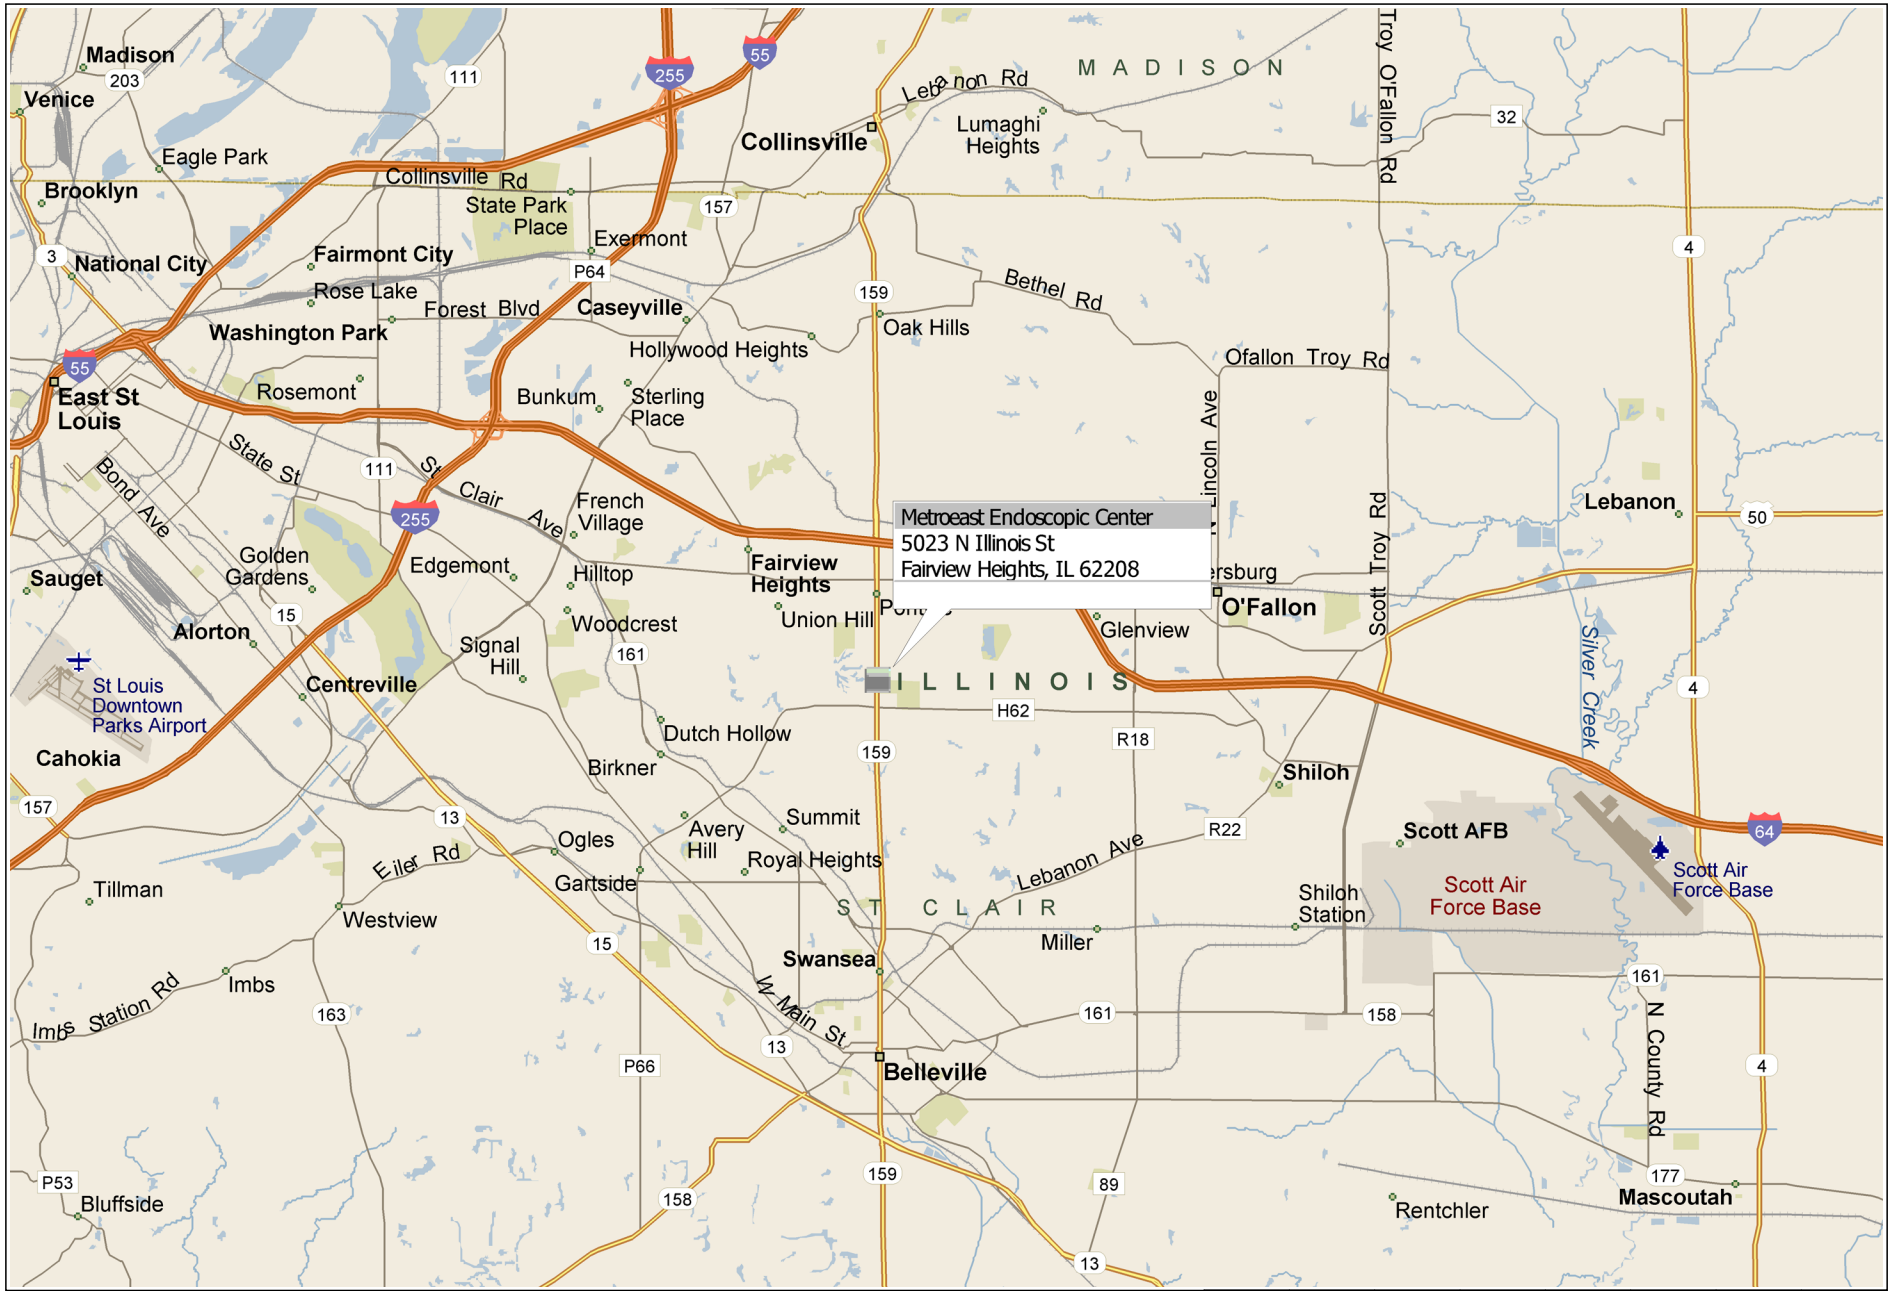 Madison
203
Venice
Eagle Park
Brooklyn
3
National City
111
255
55
Lebanon Rd
MADISON
Lumaghi
Heights
Collinsville
32
Troy O'Fallon Rd
4
Collinsville Rd
State Park
Place
157
Exermont
P64
Fairmont City
Rose Lake
Forest Blvd
Caseyville
Washington Park
Hollywood Heights
159
Oak Hills
Bethel Rd
Ofallon Troy Rd
55
East St
Louis
Rosemont
Bunkum
Sterling
Place
N Lincoln Ave
State St
Bond Ave
111
St Clair Ave
255
French
Village
Scott Troy Rd
Lebanon
50
Metroeast Endoscopic Center
5023 N Illinois St
Fairview Heights, IL 62208
Golden
Gardens
Edgemont
Hilltop
Fairview
Heights
ersburg
O'Fallon
Sauget
15
Alorton
Woodcrest
Union Hill
Glenview
Signal
Hill
161
Silver Creek
St Louis
Downtown
Parks Airport
Centreville
ILLINOIS
4
H62
Dutch Hollow
R18
Cahokia
Birkner
159
Shiloh
157
13
Summit
Avery
Hill
R22
Scott AFB
64
Ogles
Eiler Rd
Royal Heights
Lebanon Ave
Gartside
Scott Air
Force Base
Scott Air
Force Base
Tillman
Westview
ST CLAIR
Shiloh
Station
Miller
15
Swansea
Imbs
161
Imbs Station Rd
163
W Main St
161
158
N County Rd
13
P66
Belleville
4
P53
Bluffside
158
159
89
177
Mascoutah
Rentchler
13